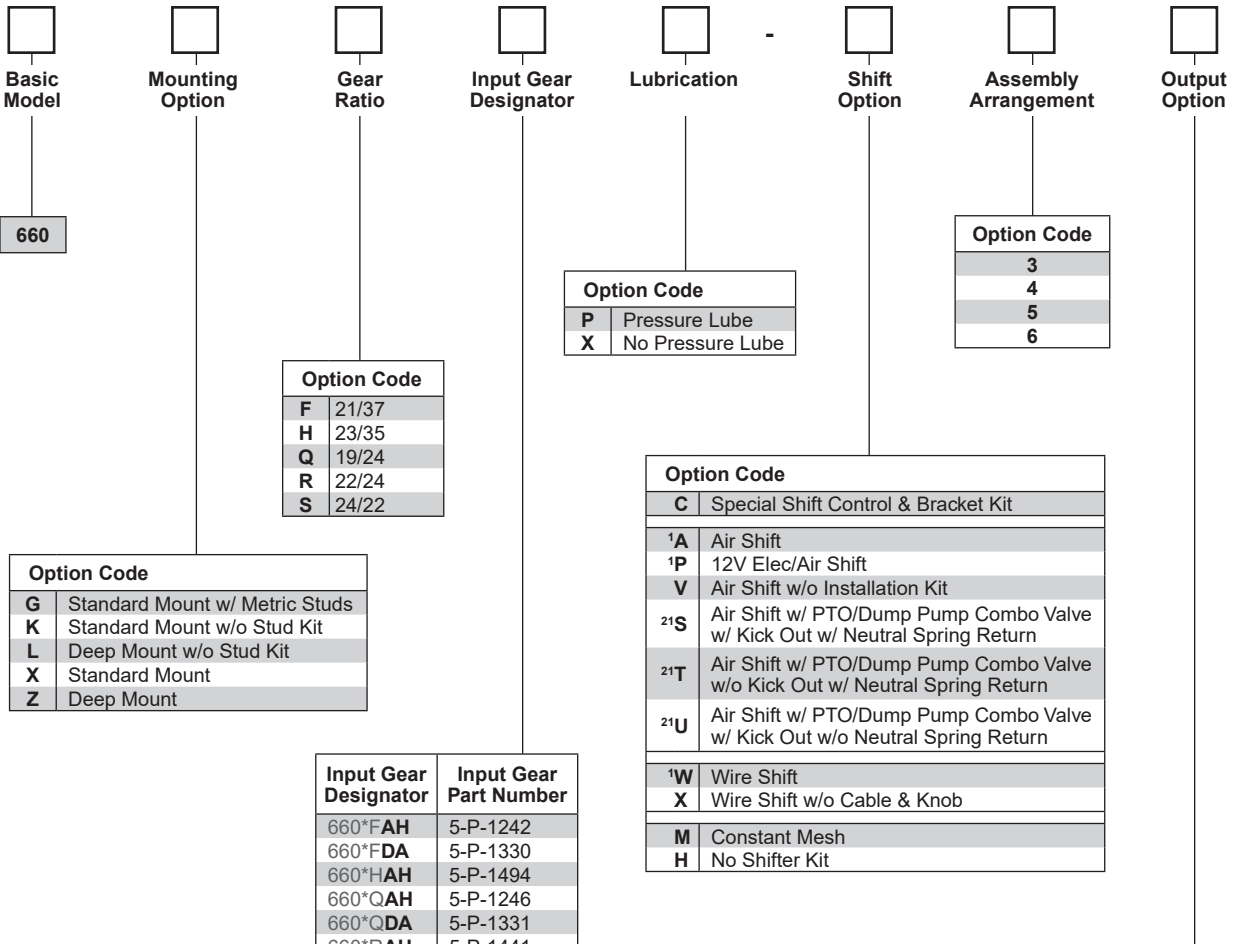 -
Basic Model
Mounting Option
Gear Ratio
Input Gear Designator
Lubrication
Shift Option
Assembly Arrangement
Output Option
660
Option Code
3
4
5
6
Option Code
P Pressure Lube
X No Pressure Lube
Option Code
F 21/37
H 23/35
Q 19/24
R 22/24
S 24/22
Option Code
C Special Shift Control & Bracket Kit
¹A Air Shift
¹P 12V Elec/Air Shift
V Air Shift w/o Installation Kit
²¹S Air Shift w/ PTO/Dump Pump Combo Valve
w/ Kick Out w/ Neutral Spring Return
²¹T Air Shift w/ PTO/Dump Pump Combo Valve
w/o Kick Out w/ Neutral Spring Return
²¹U Air Shift w/ PTO/Dump Pump Combo Valve
w/ Kick Out w/o Neutral Spring Return
¹W Wire Shift
X Wire Shift w/o Cable & Knob
M Constant Mesh
H No Shifter Kit
Option Code
G Standard Mount w/ Metric Studs
K Standard Mount w/o Stud Kit
L Deep Mount w/o Stud Kit
X Standard Mount
Z Deep Mount
Input Gear Designator Input Gear Part Number
660*FAH 5-P-1242
660*FDA 5-P-1330
660*HAH 5-P-1494
660*QAH 5-P-1246
660*QDA 5-P-1331